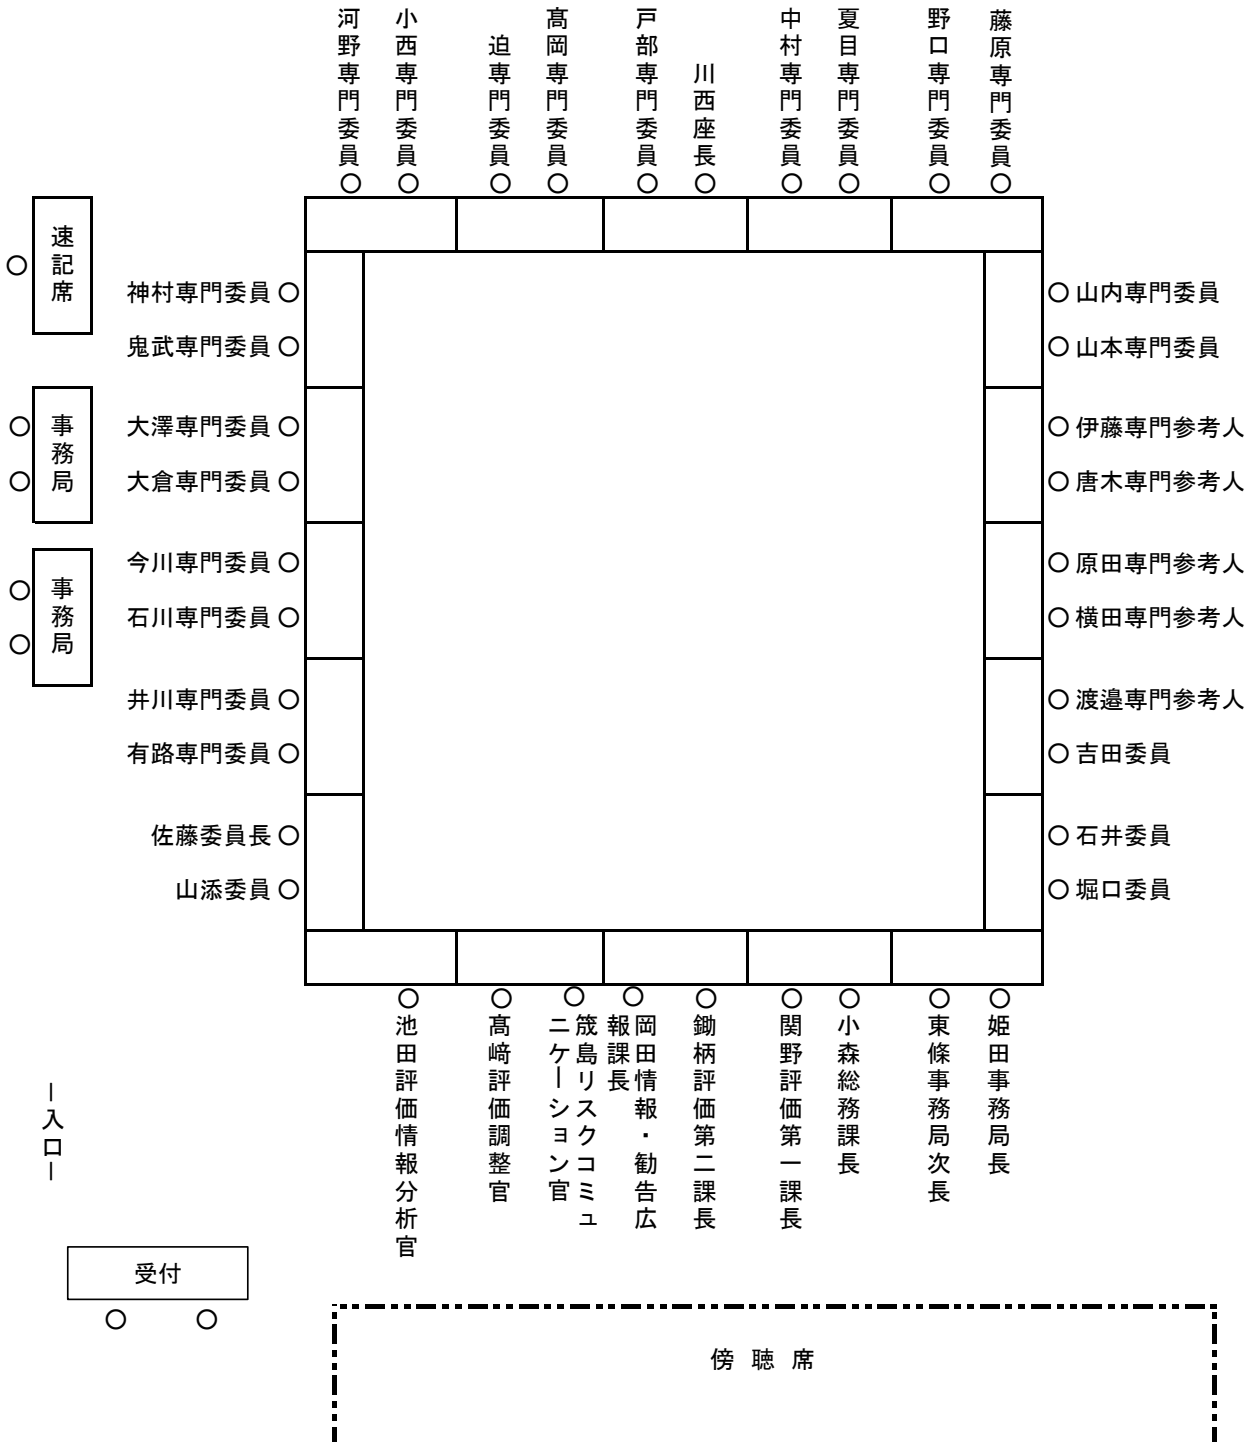 河野専門委員
小西専門委員
迫専門委員
髙岡専門委員
戸部専門委員
川西座長
中村専門委員
夏目専門委員
野口専門委員
藤原専門委員
速記席
事務局
事務局
神村専門委員
鬼武専門委員
大澤専門委員
大倉専門委員
今川専門委員
石川専門委員
井川専門委員
有路専門委員
佐藤委員長
山添委員
山内専門委員
山本専門委員
伊藤専門参考人
唐木専門参考人
原田専門参考人
横田専門参考人
渡邉専門参考人
吉田委員
石井委員
堀口委員
池田評価情報分析官
髙﨑評価調整官
箴島リスクコミュ
ニケーション官
岡田情報・勧告広
報課長
鋤柄評価第二課長
関野評価第一課長
小森総務課長
東條事務局次長
姫田事務局長
ー入口ー
受付
傍聴席